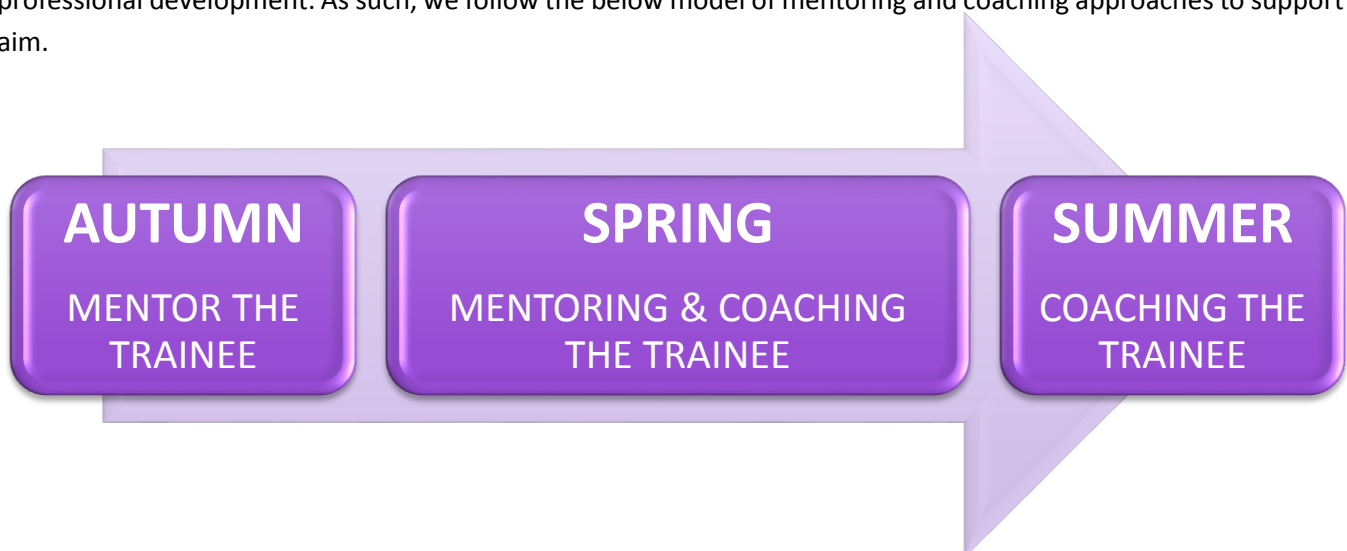 professional development. As such, we follow the below model of mentoring and coaching approaches to support
aim.
AUTUMN
MENTOR THE
TRAINEE
SPRING
MENTORING & COACHING
THE TRAINEE
SUMMER
COACHING THE
TRAINEE